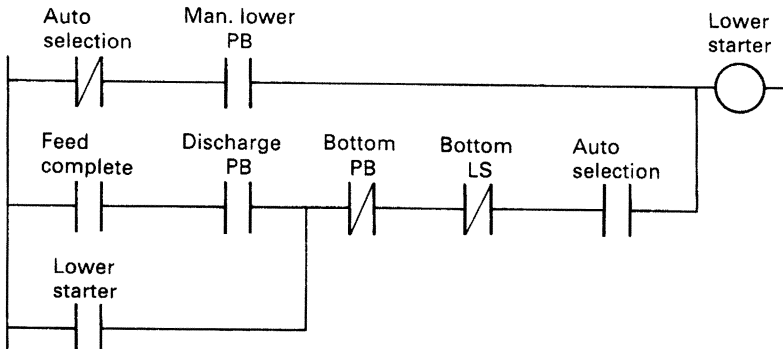 Auto
selection
Man. lower
PB
Lower
starter
Feed
complete
Discharge
PB
Bottom
PB
Bottom
LS
Auto
selection
Lower
starter